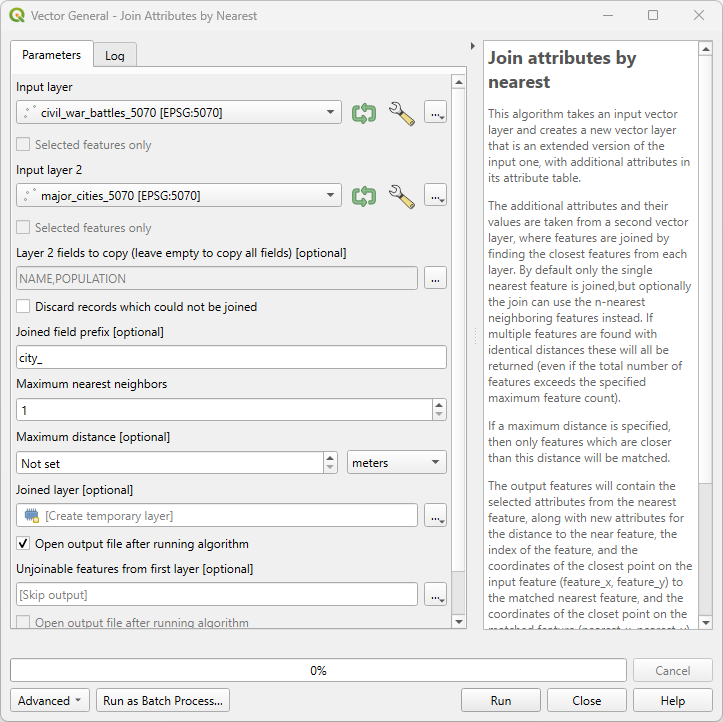 Vector General - Join Attributes by Nearest
Parameters
Log
Input layer
civil_war_battles_5070 [EPSG:5070]
...
Selected features only
Input layer 2
major_cities_5070 [EPSG:5070]
...
Selected features only
Layer 2 fields to copy (leave empty to copy all fields) [optional]
NAME,POPULATION
...
Discard records which could not be joined
Joined field prefix [optional]
city_
Maximum nearest neighbors
1
Maximum distance [optional]
Not set
meters
Joined layer [optional]
[Create temporary layer]
...
Open output file after running algorithm
Unjoinable features from first layer [optional]
[Skip output]
...
Open output file after running algorithm
Join attributes by
nearest
This algorithm takes an input vector
layer and creates a new vector layer
that is an extended version of the
input one, with additional attributes in
its attribute table.
The additional attributes and their
values are taken from a second vector
layer, where features are joined by
finding the closest features from each
layer. By default only the single
nearest feature is joined,but optionally
the join can use the n-nearest
neighboring features instead. If
multiple features are found with
identical distances these will all be
returned (even if the total number of
features exceeds the specified
maximum feature count).
If a maximum distance is specified,
then only features which are closer
than this distance will be matched.
The output features will contain the
selected attributes from the nearest
feature, along with new attributes for
the distance to the near feature, the
index of the feature, and the
coordinates of the closest point on the
input feature (feature_x, feature_y) to
the matched nearest feature, and the
coordinates of the closet point on the
matched feature (nearest_x, nearest_y)
0%
Cancel
Advanced
Run as Batch Process...
Run
Close
Help